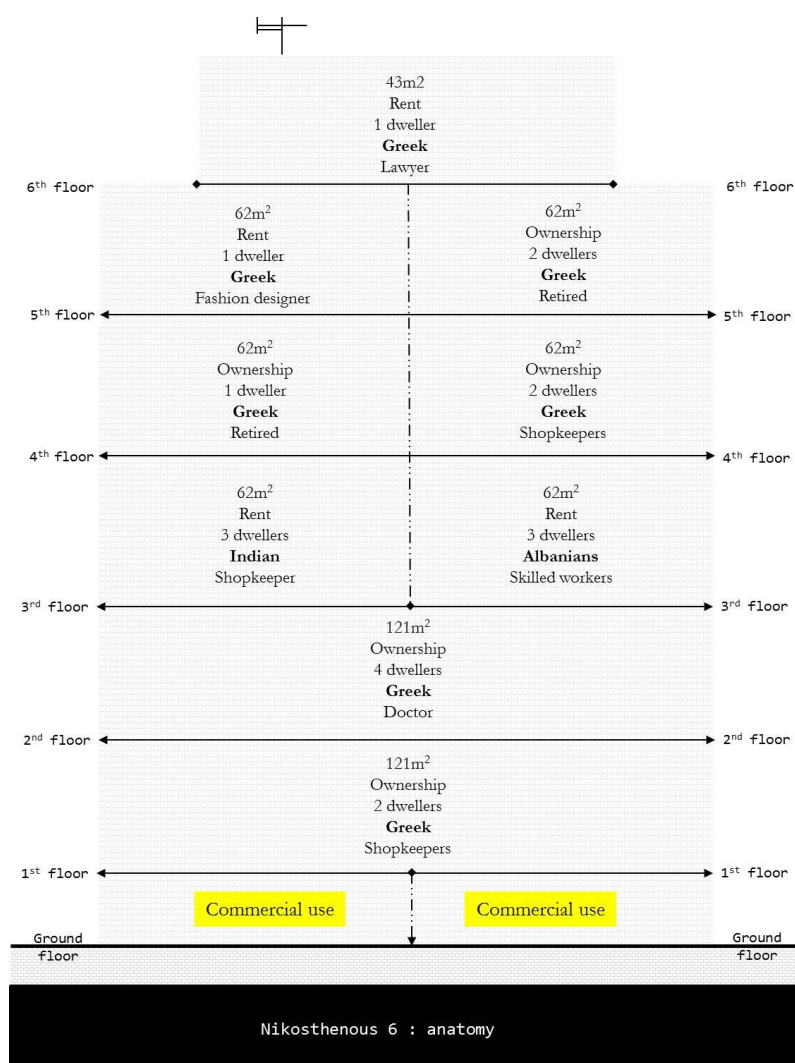 43m2
Rent
1 dweller
Greek
Lawyer
6th floor
6th floor
62m²
Rent
1 dweller
Greek
Fashion designer
62m²
Ownership
2 dwellers
Greek
Retired
5th floor
5th floor
62m²
Ownership
1 dweller
Greek
Retired
62m²
Ownership
2 dwellers
Greek
Shopkeepers
4th floor
4th floor
62m²
Rent
3 dwellers
Indian
Shopkeeper
62m²
Rent
3 dwellers
Albanians
Skilled workers
3rd floor
3rd floor
121m²
Ownership
4 dwellers
Greek
Doctor
2nd floor
2nd floor
121m²
Ownership
2 dwellers
Greek
Shopkeepers
1st floor
1st floor
Commercial use
Commercial use
Ground
floor
Ground
floor
Nikosthenous 6 : anatomy